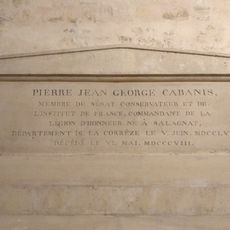 PIERRE JEAN GEORGE CABANIS,
MEMBRE DU SÉNAT CONSERVATEUR ET DE
L'INSTITUT DE FRANCE, COMMANDANT DE LA
LÉGION D'HONNEUR NÉ À SALAGNAT,
DÉPARTEMENT DE LA CORRÈZE LE V JUIN. MDCCLV
DÉCÉDÉ LE VI. MAI. MDCCCVIII.